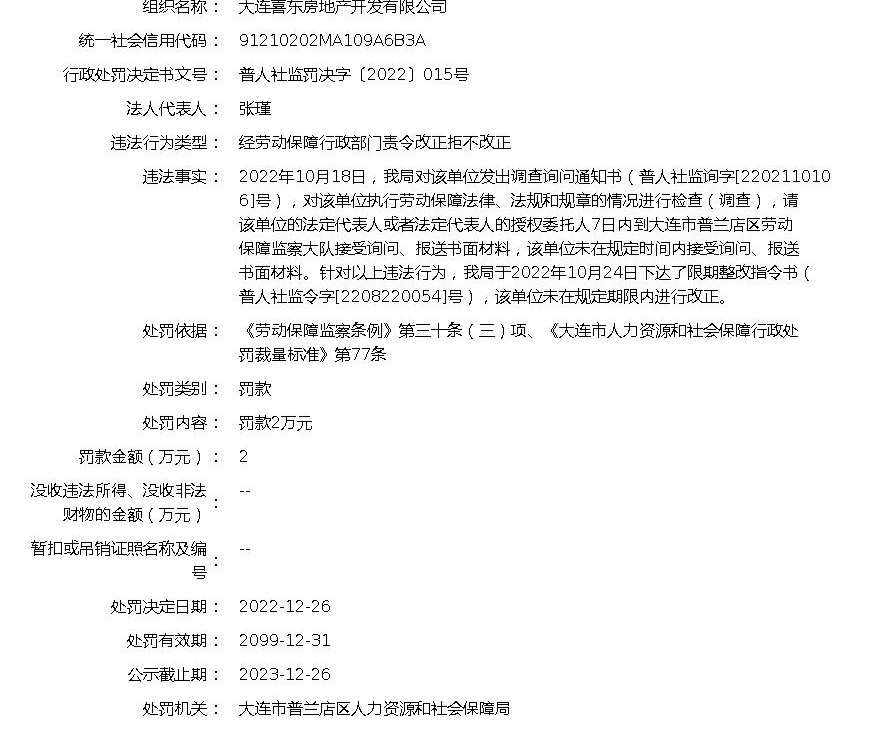 组织名称： 大连喜东房地产开发有限公司
统一社会信用代码： 91210202MA109A6B3A
行政处罚决定书文号： 普人社监罚决字〔2022〕015号
法人代表人： 张瑾
违法行为类型： 经劳动保障行政部门责令改正拒不改正
违法事实： 2022年10月18日，我局对该单位发出调查询问通知书（普人社监询字[220211010
6]号），对该单位执行劳动保障法律、法规和规章的情况进行检查（调查），请
该单位的法定代表人或者法定代表人的授权委托人7日内到大连市普兰店区劳动
保障监察大队接受询问、报送书面材料，该单位未在规定时间内接受询问、报送
书面材料。针对以上违法行为，我局于2022年10月24日下达了限期整改指令书（
普人社监令字[2208220054]号），该单位未在规定期限内进行改正。
处罚依据： 《劳动保障监察条例》第三十条（三）项、《大连市人力资源和社会保障行政处
罚裁量标准》第77条
处罚类别： 罚款
处罚内容： 罚款2万元
罚款金额（万元）： 2
没收违法所得、没收非法
财物的金额（万元）： --
暂扣或吊销证照名称及编
号： --
处罚决定日期： 2022-12-26
处罚有效期： 2099-12-31
公示截止期： 2023-12-26
处罚机关： 大连市普兰店区人力资源和社会保障局